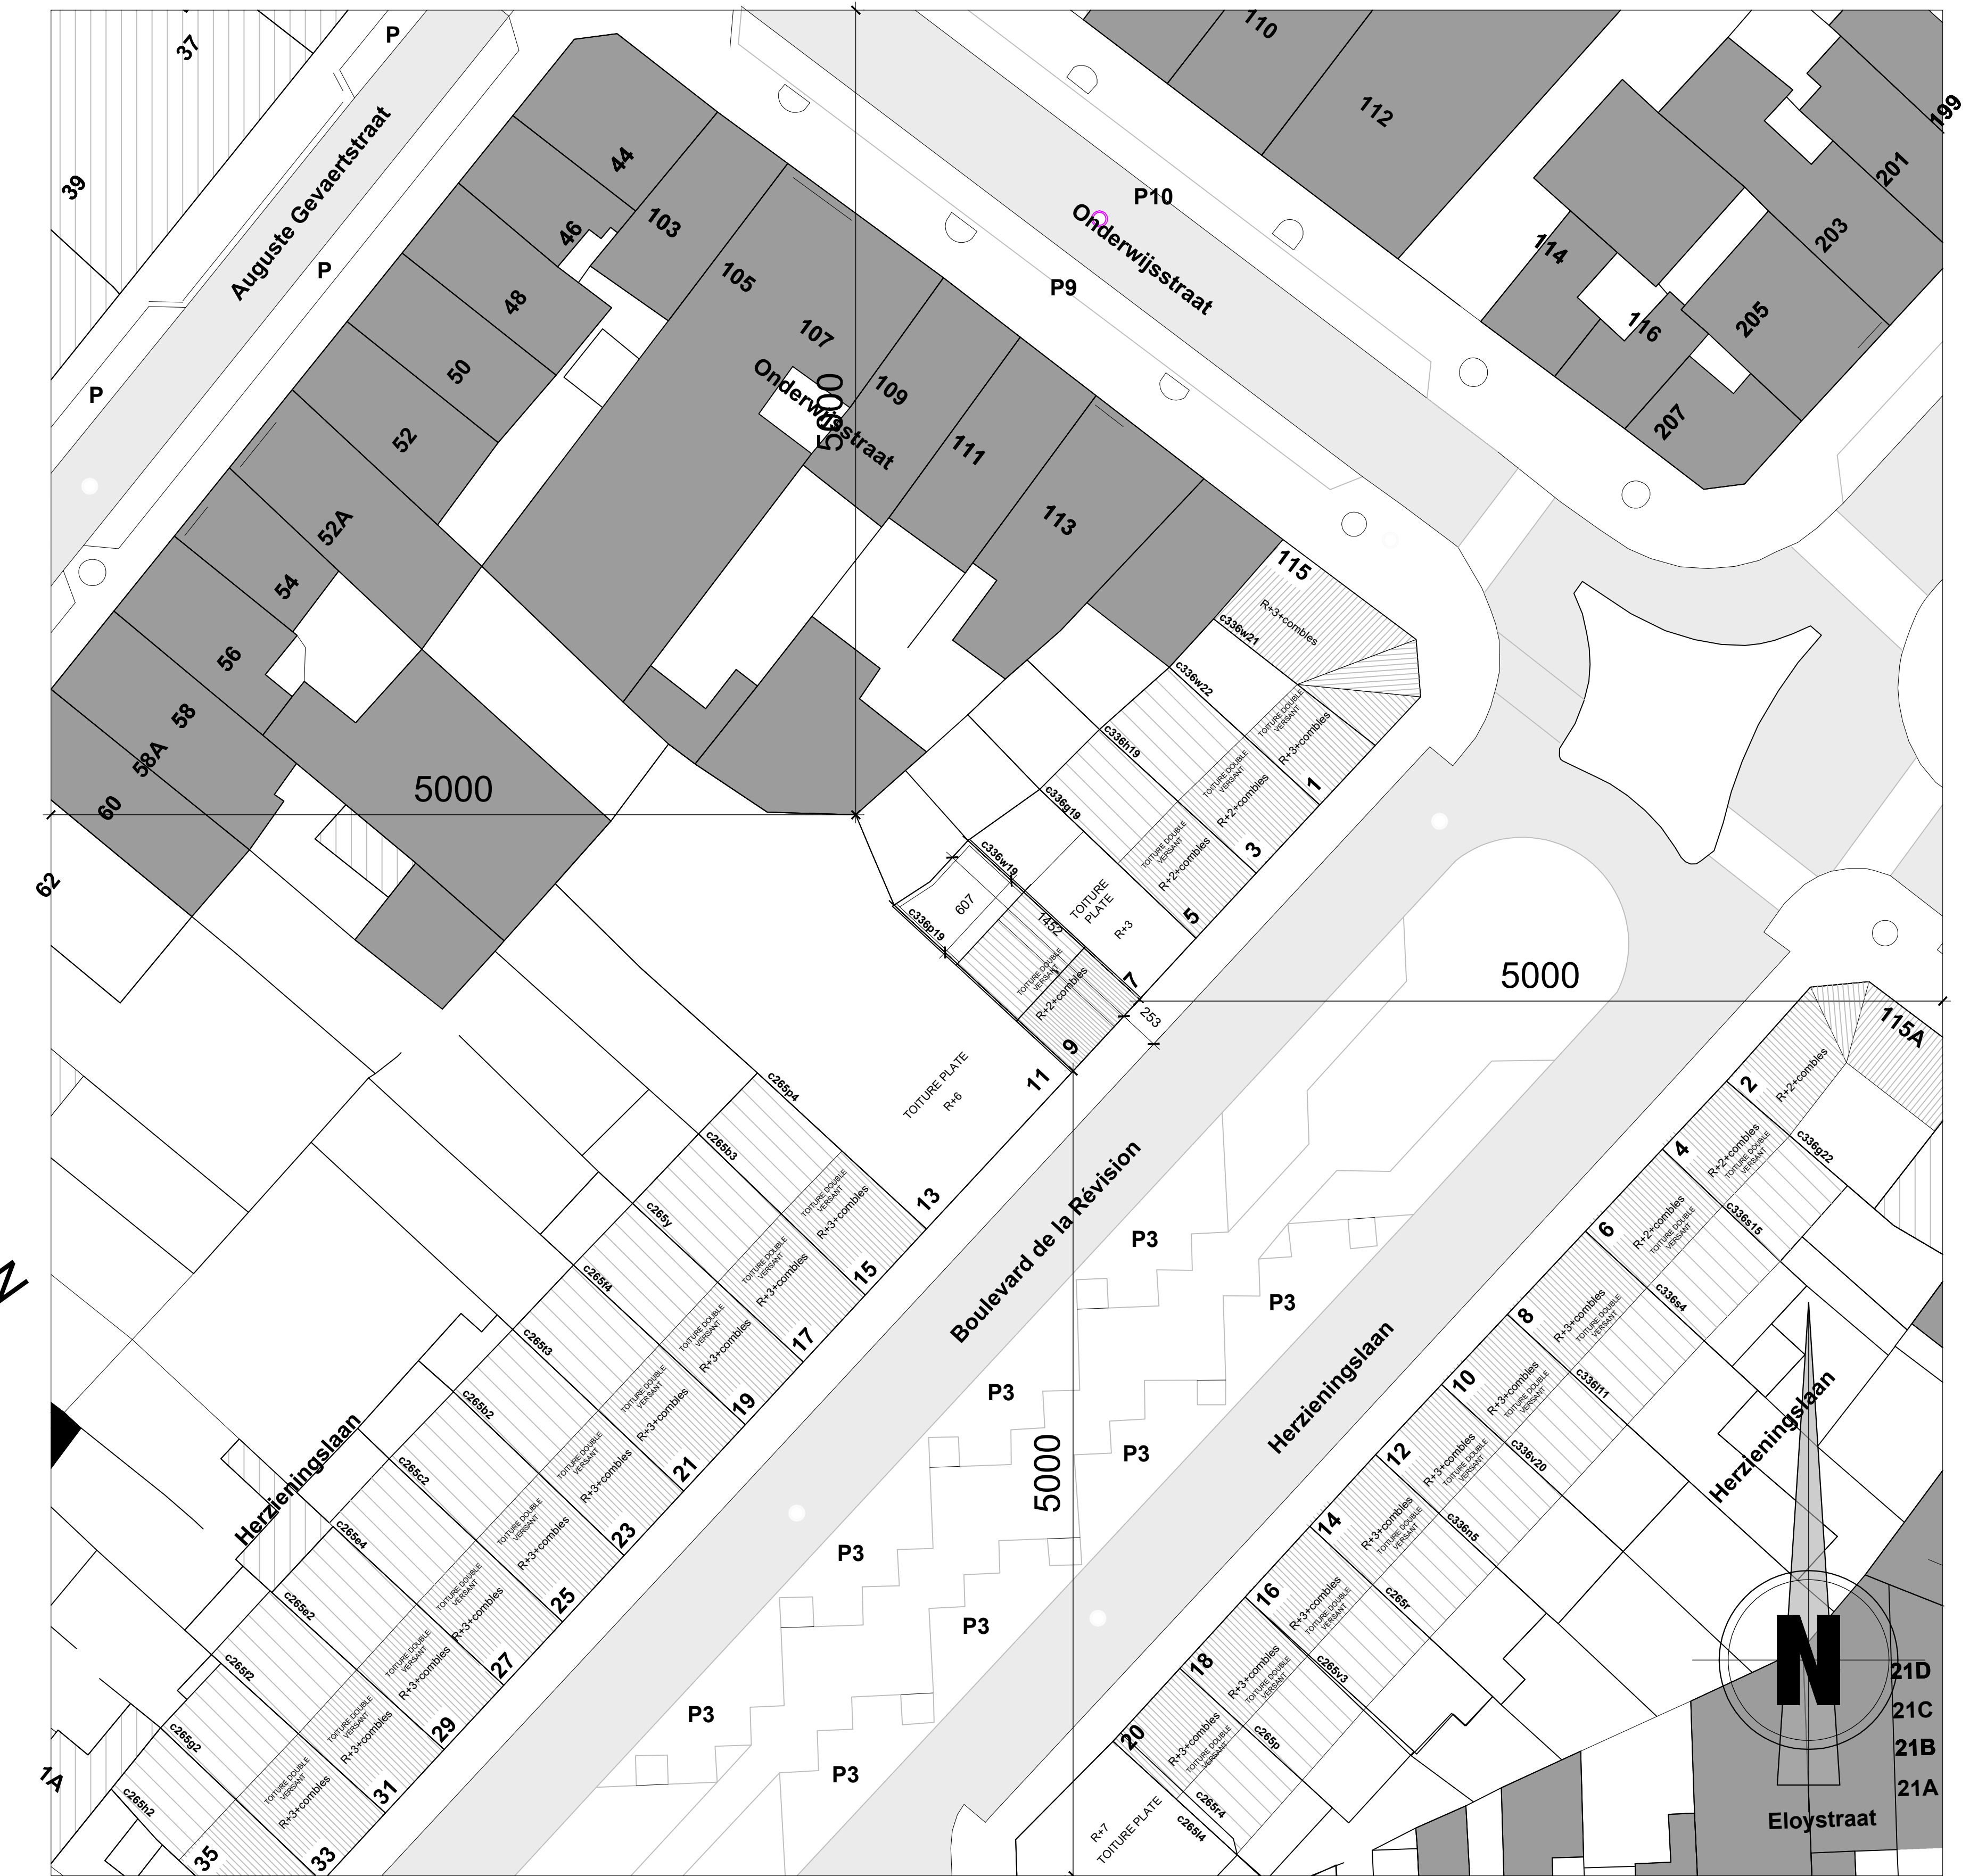 37
P
110
39
44
112
199
Auguste Gevaertstraat
46
103
P10
201
P
48
105
Onderwijsstraat
203
114
P9
P
50
107
116
205
Onderwijsstraat
5000
109
52
111
207
52A
113
54
115
R+3+combles
c336w21
56
c336w22
58
TOITURE DOUBLE
VERSANT
R+3+combles
1
58A
c336h19
TOITURE DOUBLE
VERSANT
R+2+combles
3
60
5000
c336g19
TOITURE DOUBLE
VERSANT
R+2+combles
5
62
c336w19
607
c336p19
1452
TOITURE
PLATE
R+3
7
TOITURE DOUBLE
VERSANT
R+2+combles
9
253
5000
115A
TOITURE PLATE
R+6
11
c265p4
2
R+2+combles
c336g22
c265b3
TOITURE DOUBLE
VERSANT
R+3+combles
13
Boulevard de la Révision
4
R+2+combles
TOITURE DOUBLE
VERSANT
c336s15
c265y
TOITURE DOUBLE
VERSANT
R+3+combles
15
P3
6
R+2+combles
TOITURE DOUBLE
VERSANT
c336s4
N
c265f4
TOITURE DOUBLE
VERSANT
R+3+combles
17
P3
8
R+3+combles
TOITURE DOUBLE
VERSANT
c336l11
c265t3
TOITURE DOUBLE
VERSANT
R+3+combles
19
P3
Herzieningslaan
10
R+3+combles
TOITURE DOUBLE
VERSANT
c336v20
Herzieningslaan
c265b2
TOITURE DOUBLE
VERSANT
R+3+combles
21
P3
5000
12
R+3+combles
TOITURE DOUBLE
VERSANT
c336n5
Herzieningslaan
c265c2
TOITURE DOUBLE
VERSANT
R+3+combles
23
P3
14
R+3+combles
TOITURE DOUBLE
VERSANT
c265r
c265e4
TOITURE DOUBLE
VERSANT
R+3+combles
25
P3
16
R+3+combles
TOITURE DOUBLE
VERSANT
c265v3
c265e2
TOITURE DOUBLE
VERSANT
R+3+combles
27
P3
18
R+3+combles
TOITURE DOUBLE
VERSANT
c265p
N
21D
21C
21B
21A
Eloystraat
c265f2
TOITURE DOUBLE
VERSANT
R+3+combles
29
P3
20
R+3+combles
TOITURE DOUBLE
VERSANT
c265r4
c265l4
R+7
TOITURE PLATE
1A
c265g2
31
c265h2
TOITURE DOUBLE
VERSANT
R+3+combles
33
35